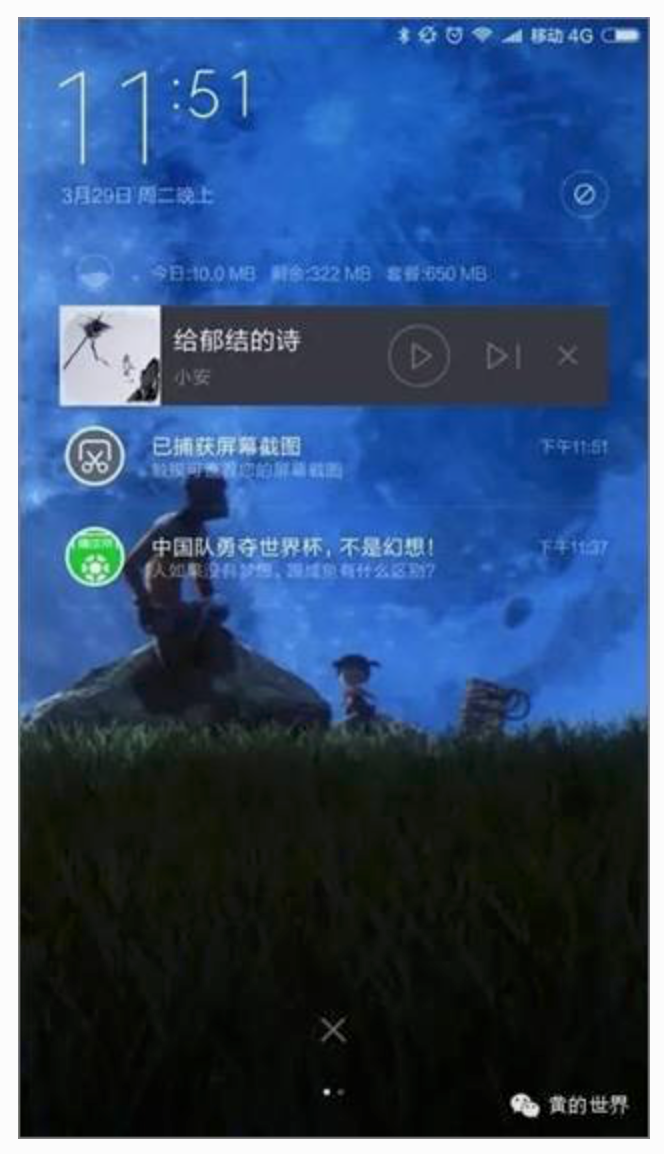 移动 4G
11:51
3月29日 周二晚上
今日:10.0 MB 剩余:322 MB 套餐:650 MB
给郁结的诗
小安
已捕获屏幕截图 下午11:51
触摸可查看您的屏幕截图
中国队勇夺世界杯，不是幻想！ 下午11:37
人如果没有梦想，跟咸鱼有什么区别?
黄的世界